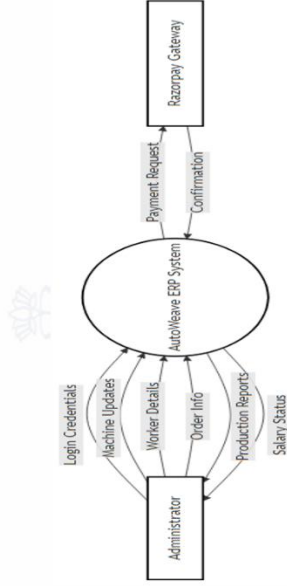 Administrator
Login Credentials
Machine Updates
Worker Details
Order Info
Production Reports
Salary Status
AutoWeave ERP System
Payment Request
Confirmation
Razorpay Gateway